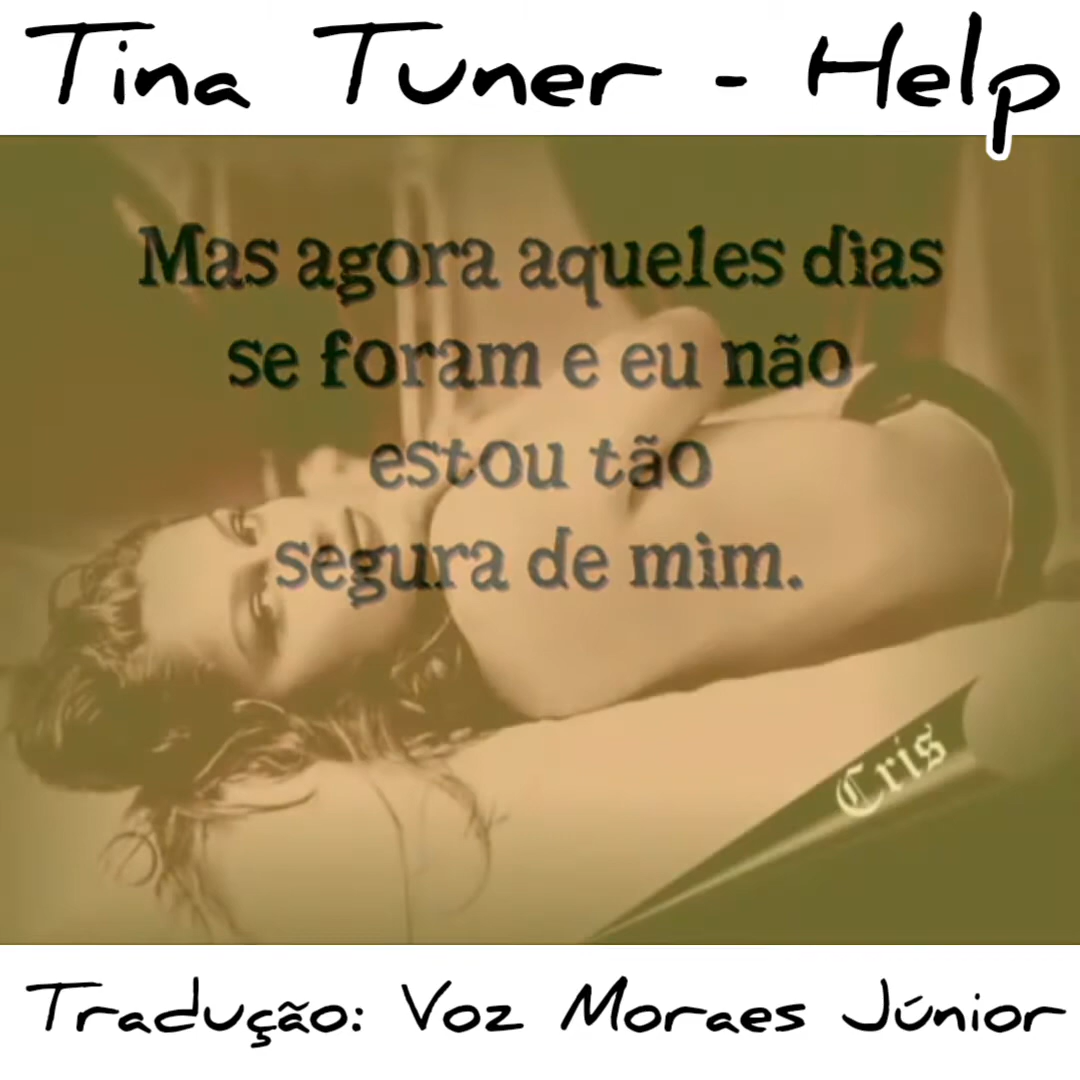 Tina Tuner - Help
Mas agora aqueles dias
se foram e eu não
estou tão
segura de mim.
Cris
Tradução: Voz Moraes Júnior